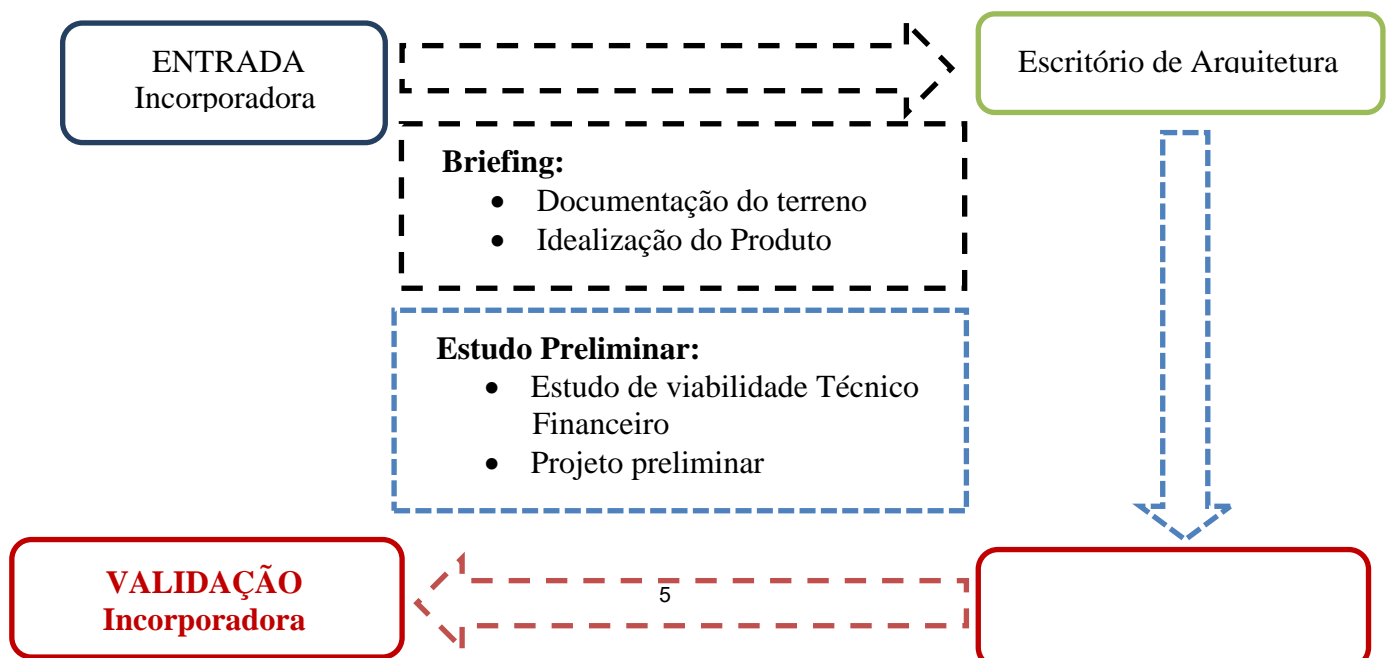 ENTRADA
Incorporadora
Escritório de Arquitetura
Briefing:
• Documentação do terreno
• Idealização do Produto
Estudo Preliminar:
• Estudo de viabilidade Técnico
Financeiro
• Projeto preliminar
VALIDAÇÃO
Incorporadora
5